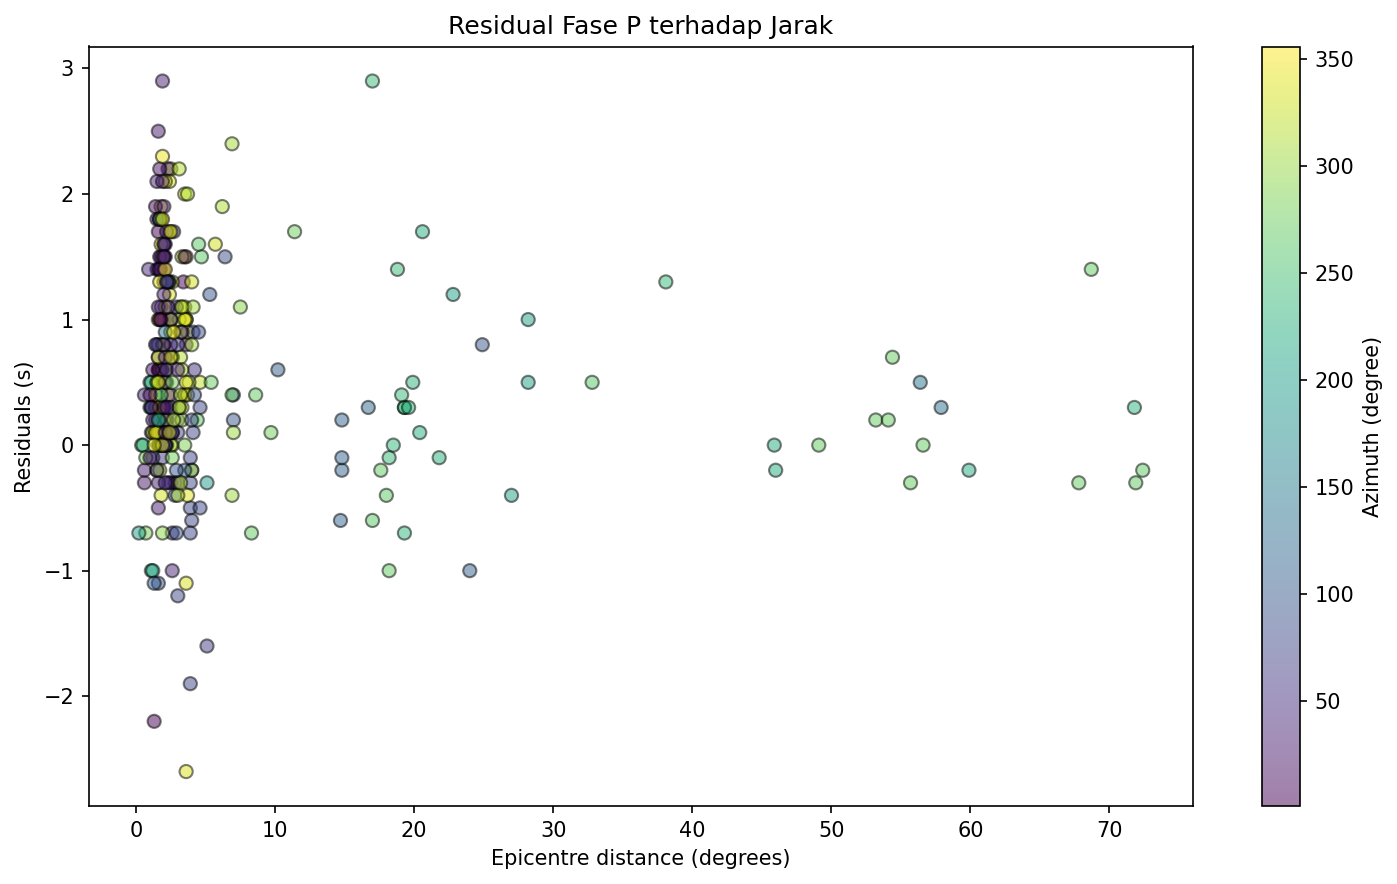 Residual Fase P terhadap Jarak
Residuals (s)
3
2
1
0
−1
−2
0 10 20 30 40 50 60 70
Epicentre distance (degrees)
350
300
250
200
150
100
50
Azimuth (degree)